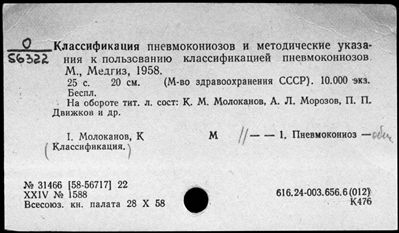 О
56322
Классификация пневмокониозов и методические указа-
ния к пользованию классификацией пневмокониозов
М., Медгиз, 1958.
25 с. 20 см. (М-во здравоохранения СССР). 10.000 экз.
Беспл.
На обороте тит. л. сост: К. М. Молоканов, А. Л. Морозов, П. П.
Движков и др.
I. Молоканов, К М // — — 1. Пневмокониоз —
(Классификация.)
№ 31466 [58-56717] 22
XXIV № 1588 616.24-003.656.6 (012)
Всесоюз. кн. палата 28 X 58 К476